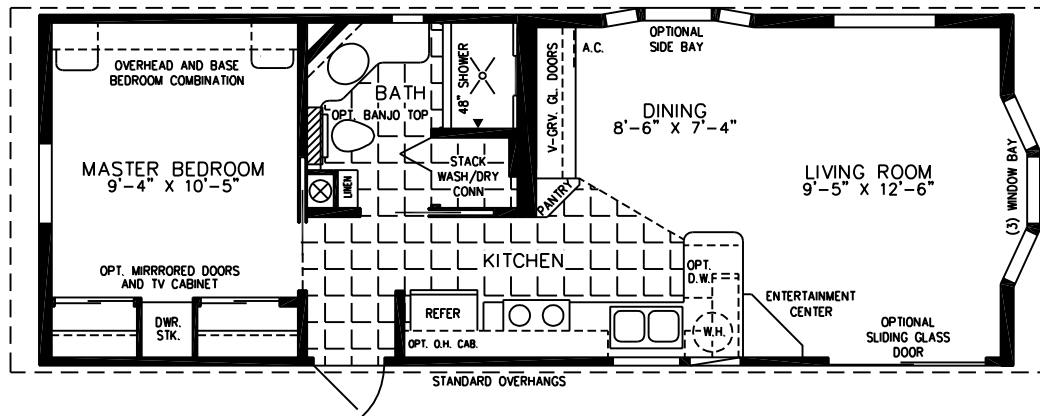 OVERHEAD AND BASE
BEDROOM COMBINATION
MASTER BEDROOM
9'-4" X 10'-5"
OPT. MIRRRORED DOORS
AND TV CABINET
DWR.
STK.
BATH
OPT. BANJO TOP
48" SHOWER
LINEN
STACK
WASH/DRY
CONN
V-GRV. GL. DOORS
A.C.
PANTRY
OPTIONAL
SIDE BAY
DINING
8'-6" X 7'-4"
LIVING ROOM
9'-5" X 12'-6"
(3) WINDOW BAY
KITCHEN
REFER
OPT. O.H. CAB.
OPT.
D.W.
W.H.
ENTERTAINMENT
CENTER
OPTIONAL
SLIDING GLASS
DOOR
STANDARD OVERHANGS